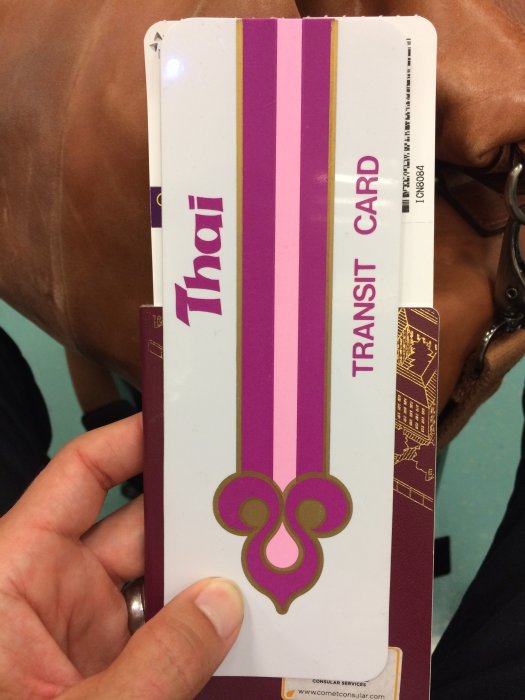 Thai
TRANSIT CARD
ICN8084
CONSULAR SERVICES
www.cometconsular.com